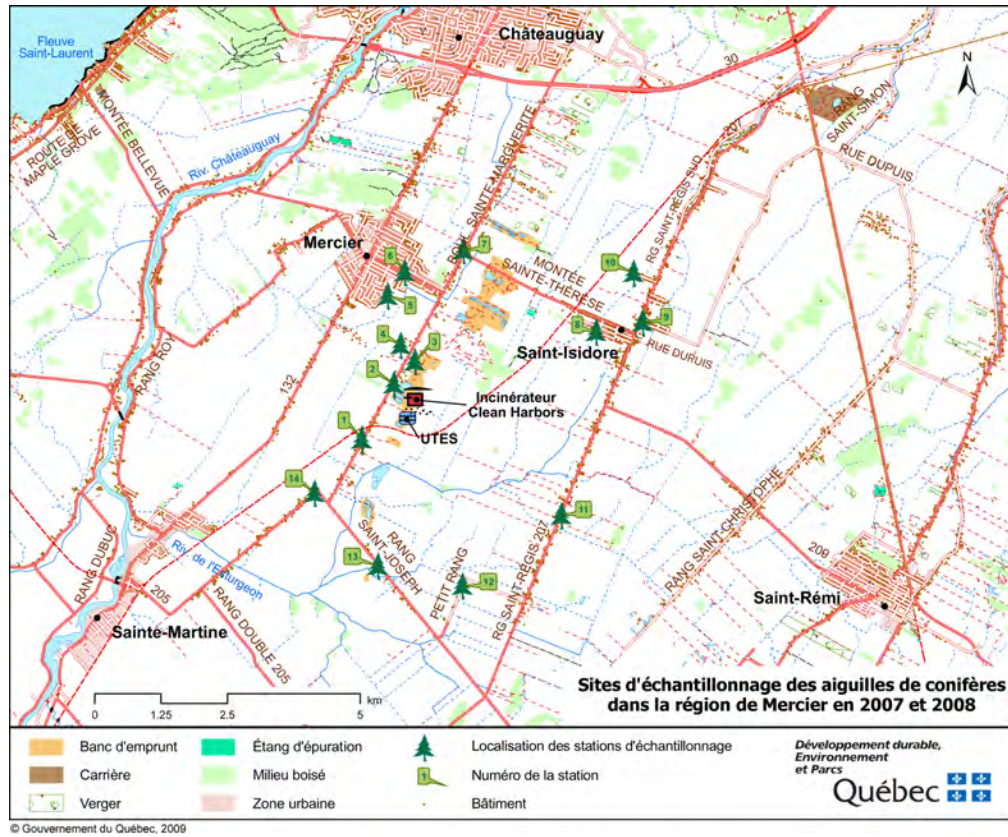 Fleuve
Saint-Laurent
Châteauguay
30
N
MONTÉE BELLEVUE
ROUTE DE
MAPLE GROVE
Riv. Châteauguay
BOUL. SAINTE-MARGUERITE
207
RANG
SAINT-SIMON
RUE DUPUIS
RG SAINT-RÉGIS SUD
Mercier
7
6
10
MONTÉE
SAINTE-THÉRÈSE
5
9
8
4
3
Saint-Isidore
RUE DUPUIS
RANG ROY
132
2
Incinérateur
Clean Harbors
UTES
1
14
11
RANG SAINT-CHRISTOPHE
209
RANG DUBUC
Riv. de l'Esturgeon
13
RANG
SAINT-JOSEPH
PETIT RANG
12
RG SAINT-RÉGIS 207
205
Saint-Rémi
Sainte-Martine
RANG DOUBLE 205
Sites d'échantillonnage des aiguilles de conifères
dans la région de Mercier en 2007 et 2008
km
0 1.25 2.5 5
Banc d'emprunt
Étang d'épuration
Localisation des stations d'échantillonnage
Carrière
Milieu boisé
1
Numéro de la station
Verger
Zone urbaine
Bâtiment
Développement durable,
Environnement
et Parcs
Québec
© Gouvernement du Québec, 2009